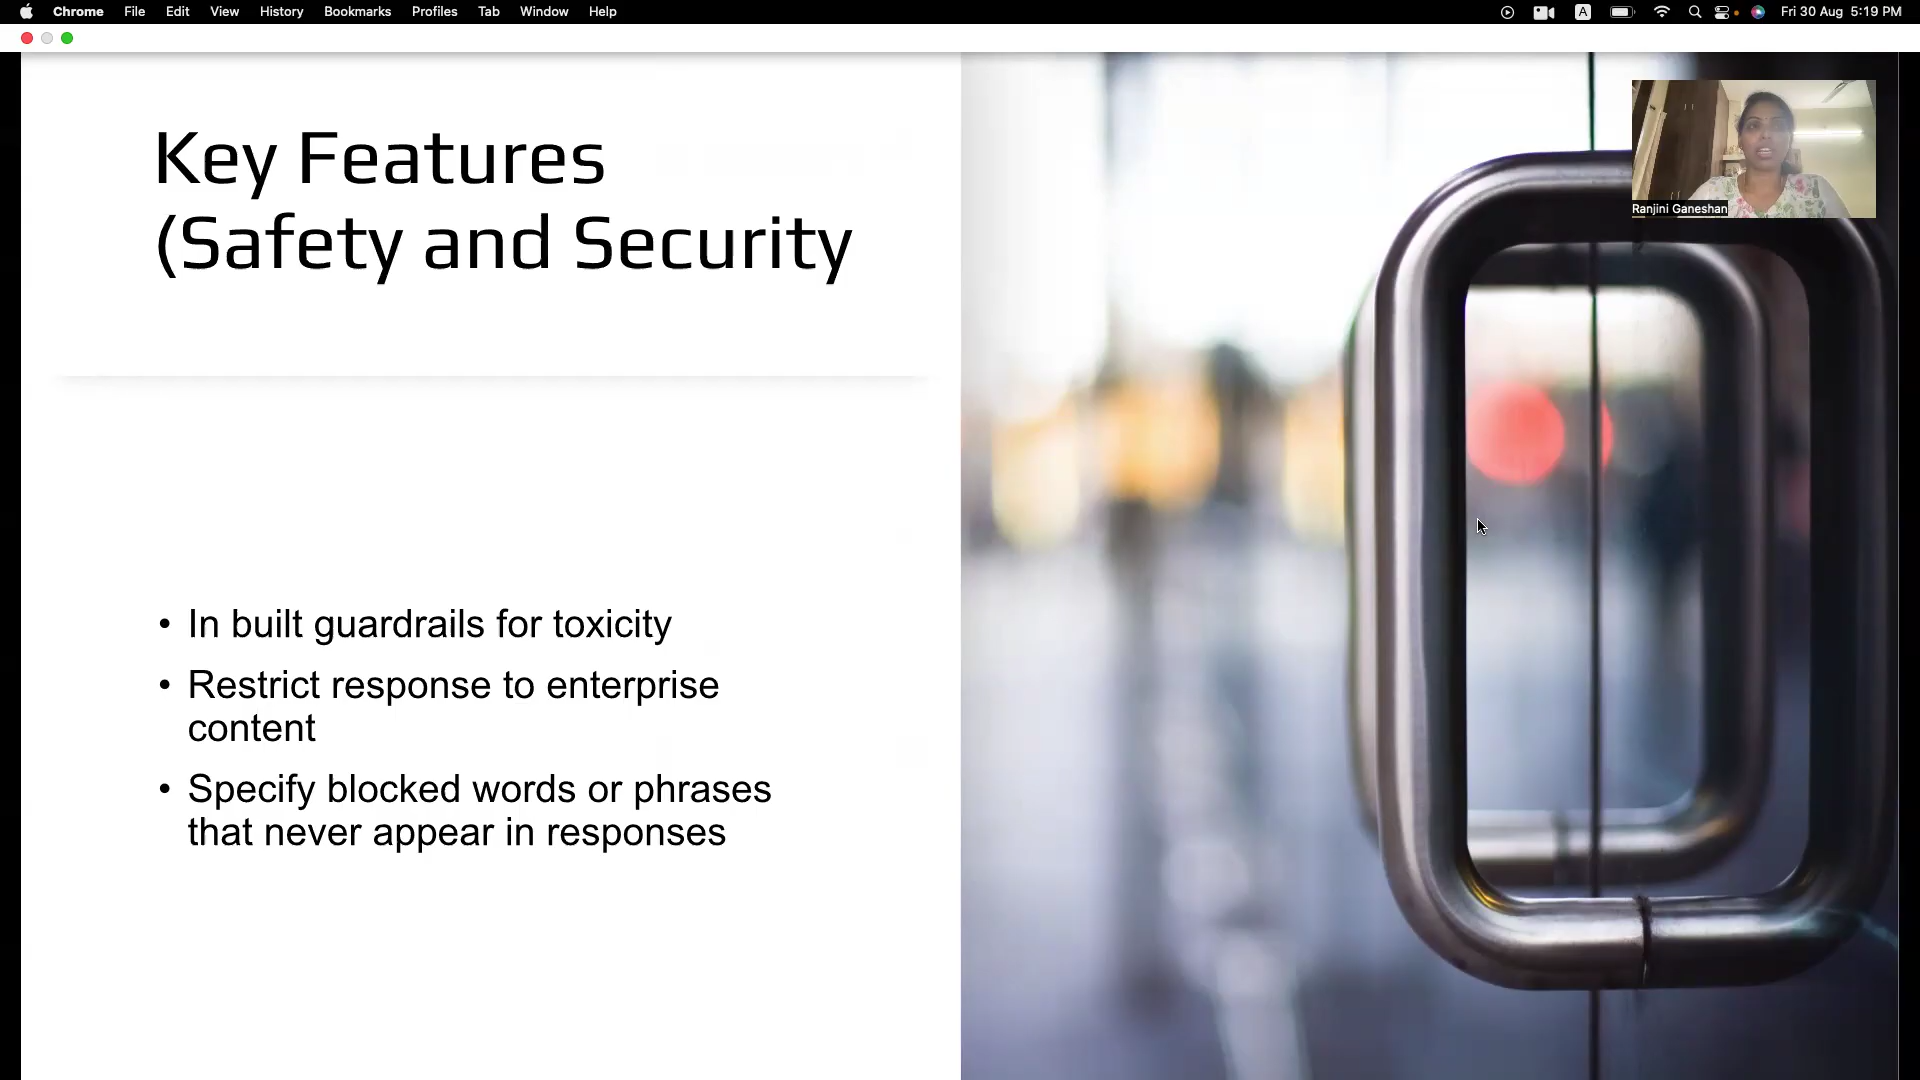 Chrome File Edit View History Bookmarks Profiles Tab Window Help A Fri 30 Aug 5:19 PM
Key Features
(Safety and Security
Ranjini Ganeshan
• In built guardrails for toxicity
• Restrict response to enterprise
content
• Specify blocked words or phrases
that never appear in responses